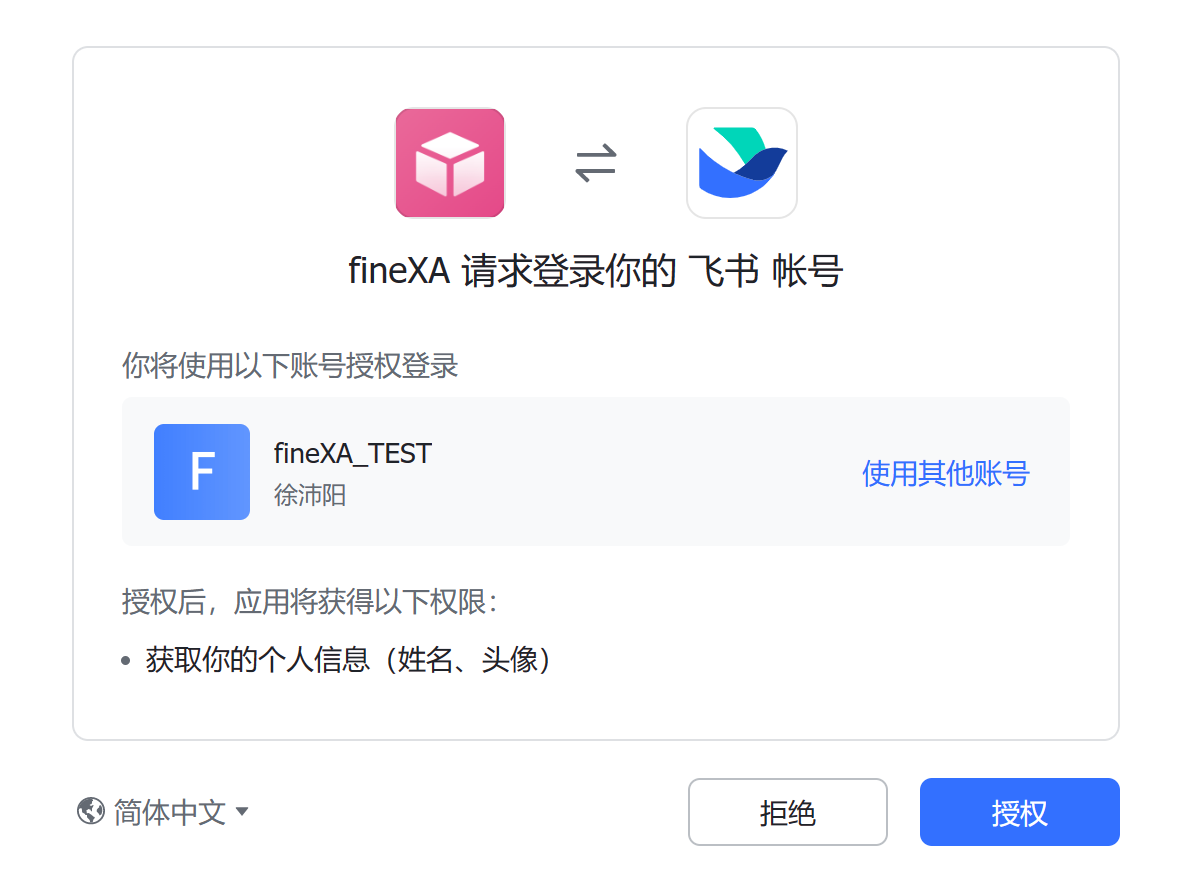 fineXA 请求登录你的 飞书 帐号
你将使用以下账号授权登录
F
fineXA_TEST
徐沛阳
使用其他账号
授权后，应用将获得以下权限：
• 获取你的个人信息（姓名、头像）
简体中文
拒绝
授权